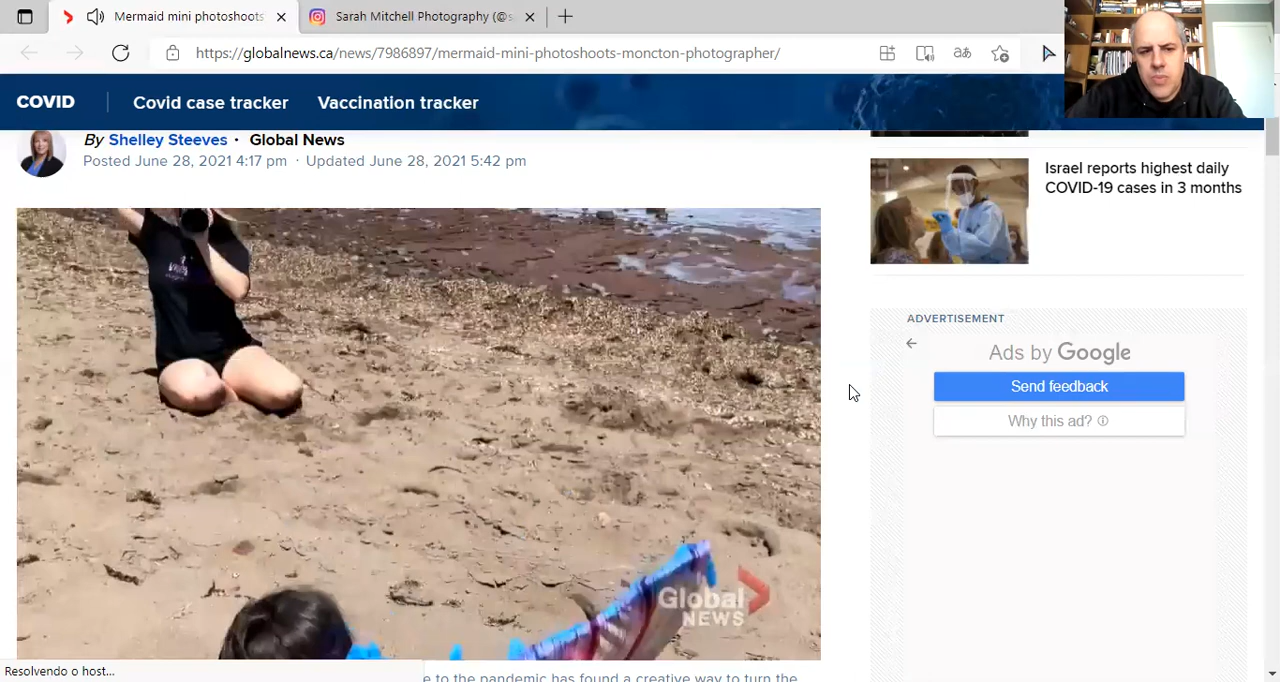 Mermaid mini photoshoots
Sarah Mitchell Photography (@s
https://globalnews.ca/news/7986897/mermaid-mini-photoshoots-moncton-photographer/
COVID
Covid case tracker
Vaccination tracker
By Shelley Steeves · Global News
Posted June 28, 2021 4:17 pm · Updated June 28, 2021 5:42 pm
Israel reports highest daily
COVID-19 cases in 3 months
ADVERTISEMENT
Ads by Google
Send feedback
Why this ad?
Global
NEWS
Resolvendo o host...
e to the pandemic has found a creative way to turn the